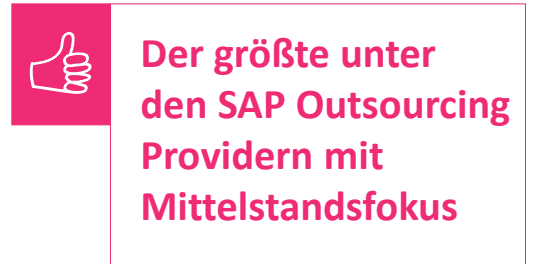 Der größte unter
den SAP Outsourcing
Providern mit
Mittelstandsfokus